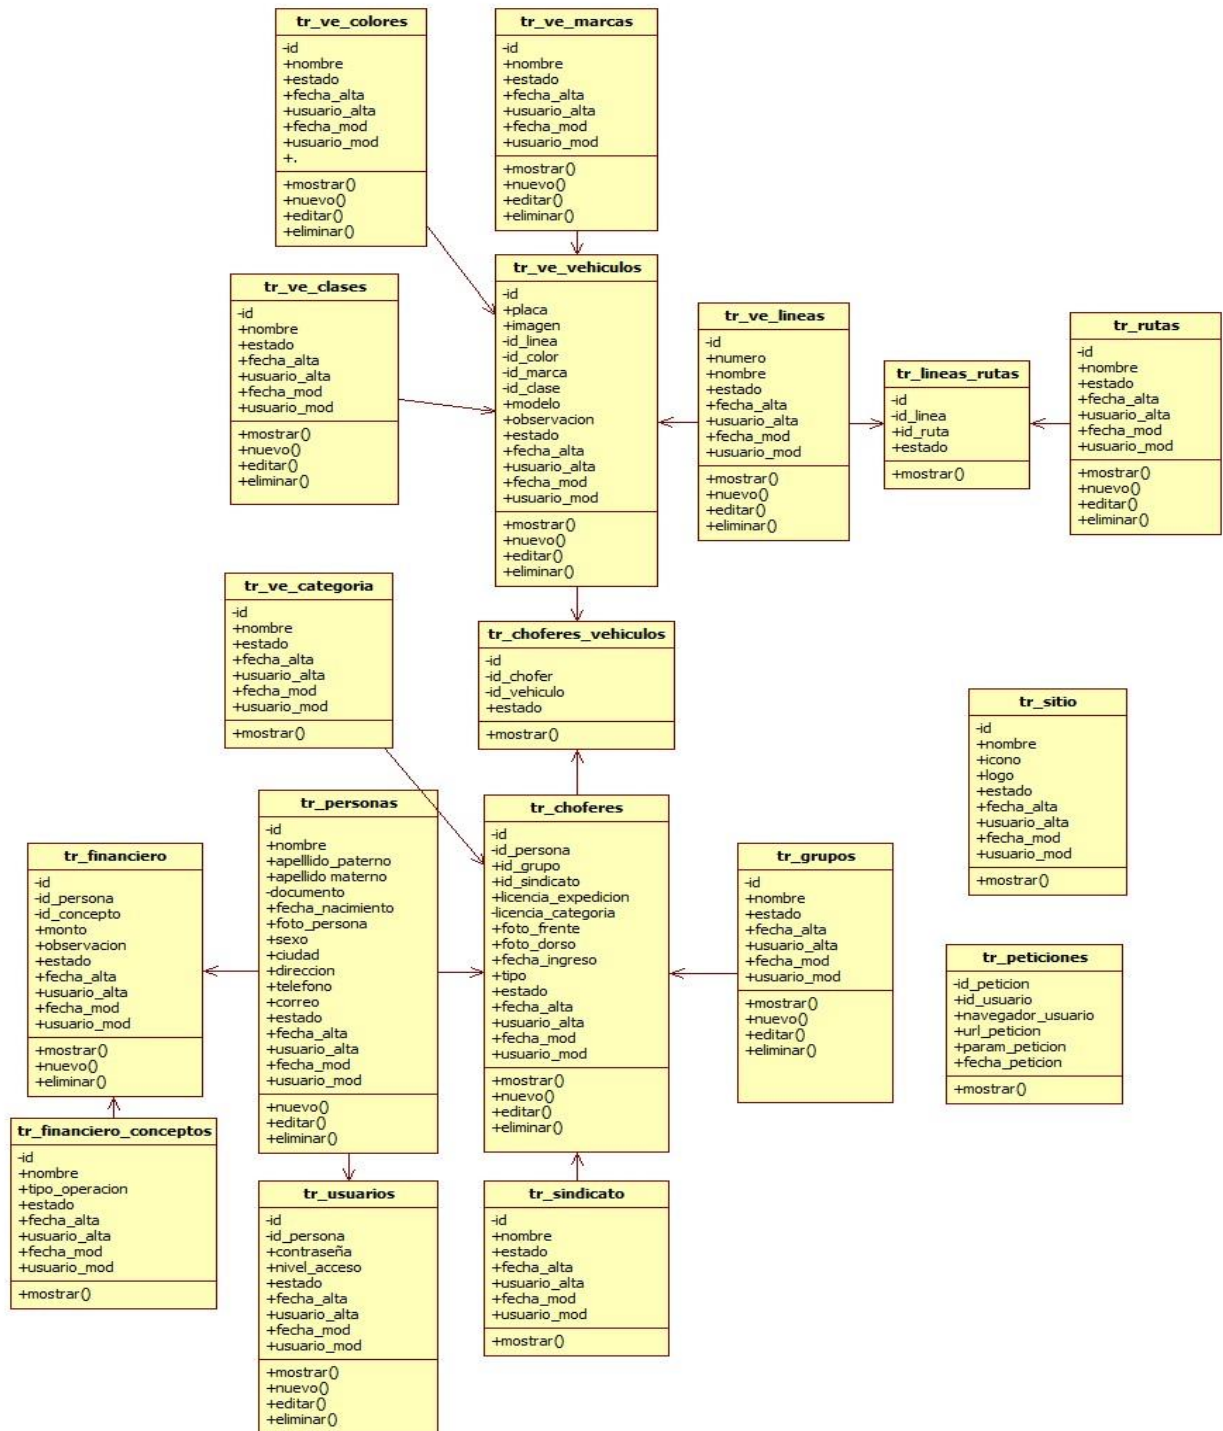 tr_ve_colores
-id
+nombre
+estado
+fecha_alta
+usuario_alta
+fecha_mod
+usuario_mod
+.
+mostrar()
+nuevo()
+editar()
+eliminar()
tr_ve_marcas
-id
+nombre
+estado
+fecha_alta
+usuario_alta
+fecha_mod
+usuario_mod
+mostrar()
+nuevo()
+editar()
+eliminar()
tr_ve_clases
-id
+nombre
+estado
+fecha_alta
+usuario_alta
+fecha_mod
+usuario_mod
+mostrar()
+nuevo()
+editar()
+eliminar()
tr_ve_vehiculos
-id
+placa
+imagen
-id_linea
-id_color
-id_marca
-id_clase
+modelo
+observacion
+estado
+fecha_alta
+usuario_alta
+fecha_mod
+usuario_mod
+mostrar()
+nuevo()
+editar()
+eliminar()
tr_ve_lineas
-id
+numero
+nombre
+estado
+fecha_alta
+usuario_alta
+fecha_mod
+usuario_mod
+mostrar()
+nuevo()
+editar()
+eliminar()
tr_lineas_rutas
-id
-id_linea
+id_ruta
+estado
+mostrar()
tr_rutas
-id
+nombre
+estado
+fecha_alta
+usuario_alta
+fecha_mod
+usuario_mod
+mostrar()
+nuevo()
+editar()
+eliminar()
tr_ve_categoria
-id
+nombre
+estado
+fecha_alta
+usuario_alta
+fecha_mod
+usuario_mod
+mostrar()
tr_choferes_vehiculos
-id
-id_chofer
-id_vehiculo
+estado
+mostrar()
tr_sitio
-id
+nombre
+icono
+logo
+estado
+fecha_alta
+usuario_alta
+fecha_mod
+usuario_mod
+mostrar()
tr_financiero
-id
-id_persona
-id_concepto
+monto
+observacion
+estado
+fecha_alta
+usuario_alta
+fecha_mod
+usuario_mod
+mostrar()
+nuevo()
+eliminar()
tr_personas
-id
+nombre
+apelllido_paterno
+apellido materno
-documento
+fecha_nacimiento
+foto_persona
+sexo
+ciudad
+direccion
+telefono
+correo
+estado
+fecha_alta
+usuario_alta
+fecha_mod
+usuario_mod
+nuevo()
+editar()
+eliminar()
tr_choferes
-id
-id_persona
+id_grupo
+id_sindicato
+licencia_expedicion
-licencia_categoria
+foto_frente
+foto_dorso
+fecha_ingreso
+tipo
+estado
+fecha_alta
+usuario_alta
+fecha_mod
+usuario_mod
+mostrar()
+nuevo()
+editar()
+eliminar()
tr_grupos
-id
+nombre
+estado
+fecha_alta
+usuario_alta
+fecha_mod
+usuario_mod
+mostrar()
+nuevo()
+editar()
+eliminar()
tr_peticiones
-id_peticion
+id_usuario
+navegador_usuario
+url_peticion
+param_peticion
+fecha_peticion
+mostrar()
tr_financiero_conceptos
-id
+nombre
+tipo_operacion
+estado
+fecha_alta
+usuario_alta
+fecha_mod
+usuario_mod
+mostrar()
tr_usuarios
-id
-id_persona
+contraseña
+nivel_acceso
+estado
+fecha_alta
+usuario_alta
+fecha_mod
+usuario_mod
+mostrar()
+nuevo()
+editar()
+eliminar()
tr_sindicato
-id
+nombre
+estado
+fecha_alta
+usuario_alta
+fecha_mod
+usuario_mod
+mostrar()